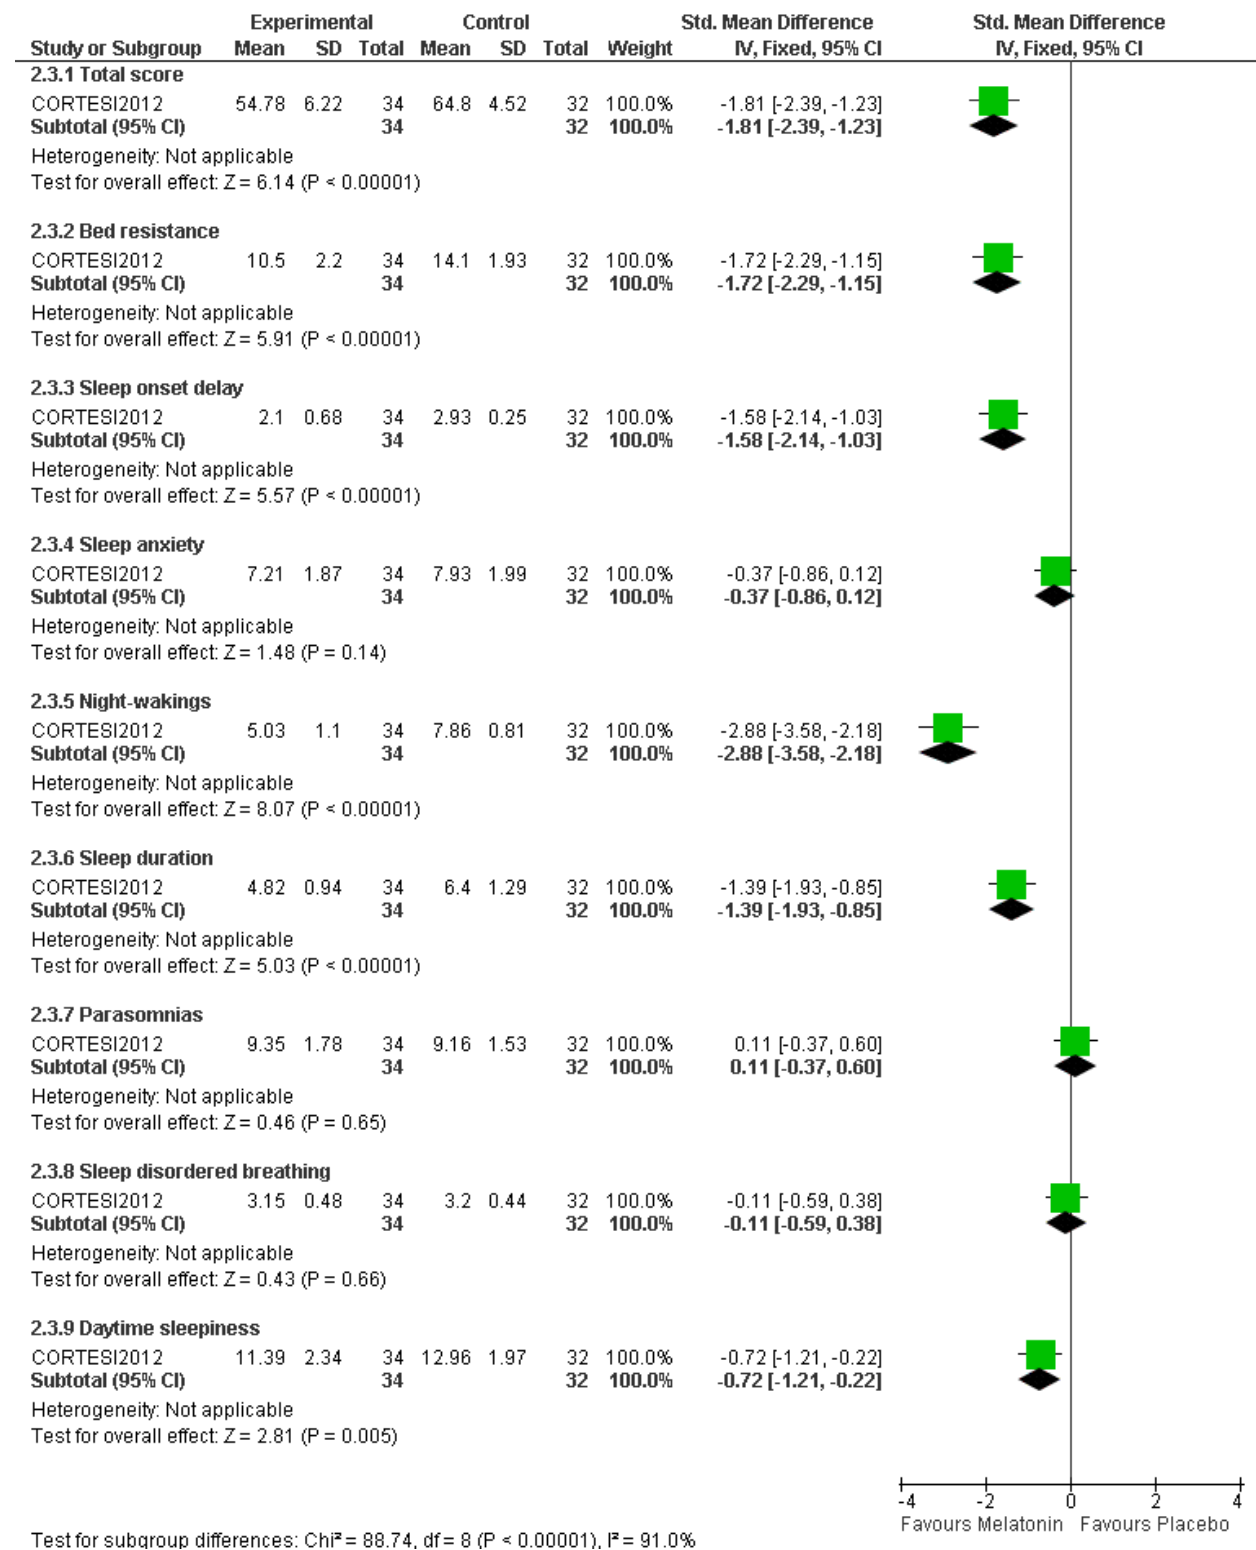 Experimental Control Std. Mean Difference Std. Mean Difference
Study or Subgroup Mean SD Total Mean SD Total Weight IV, Fixed, 95% CI IV, Fixed, 95% CI
2.3.1 Total score
CORTESI2012 54.78 6.22 34 64.8 4.52 32 100.0% -1.81 [-2.39, -1.23]
Subtotal (95% CI) 34 32 100.0% -1.81 [-2.39, -1.23]
Heterogeneity: Not applicable
Test for overall effect: Z = 6.14 (P < 0.00001)
2.3.2 Bed resistance
CORTESI2012 10.5 2.2 34 14.1 1.93 32 100.0% -1.72 [-2.29, -1.15]
Subtotal (95% CI) 34 32 100.0% -1.72 [-2.29, -1.15]
Heterogeneity: Not applicable
Test for overall effect: Z = 5.91 (P < 0.00001)
2.3.3 Sleep onset delay
CORTESI2012 2.1 0.68 34 2.93 0.25 32 100.0% -1.58 [-2.14, -1.03]
Subtotal (95% CI) 34 32 100.0% -1.58 [-2.14, -1.03]
Heterogeneity: Not applicable
Test for overall effect: Z = 5.57 (P < 0.00001)
2.3.4 Sleep anxiety
CORTESI2012 7.21 1.87 34 7.93 1.99 32 100.0% -0.37 [-0.86, 0.12]
Subtotal (95% CI) 34 32 100.0% -0.37 [-0.86, 0.12]
Heterogeneity: Not applicable
Test for overall effect: Z = 1.48 (P = 0.14)
2.3.5 Night-wakings
CORTESI2012 5.03 1.1 34 7.86 0.81 32 100.0% -2.88 [-3.58, -2.18]
Subtotal (95% CI) 34 32 100.0% -2.88 [-3.58, -2.18]
Heterogeneity: Not applicable
Test for overall effect: Z = 8.07 (P < 0.00001)
2.3.6 Sleep duration
CORTESI2012 4.82 0.94 34 6.4 1.29 32 100.0% -1.39 [-1.93, -0.85]
Subtotal (95% CI) 34 32 100.0% -1.39 [-1.93, -0.85]
Heterogeneity: Not applicable
Test for overall effect: Z = 5.03 (P < 0.00001)
2.3.7 Parasomnias
CORTESI2012 9.35 1.78 34 9.16 1.53 32 100.0% 0.11 [-0.37, 0.60]
Subtotal (95% CI) 34 32 100.0% 0.11 [-0.37, 0.60]
Heterogeneity: Not applicable
Test for overall effect: Z = 0.46 (P = 0.65)
2.3.8 Sleep disordered breathing
CORTESI2012 3.15 0.48 34 3.2 0.44 32 100.0% -0.11 [-0.59, 0.38]
Subtotal (95% CI) 34 32 100.0% -0.11 [-0.59, 0.38]
Heterogeneity: Not applicable
Test for overall effect: Z = 0.43 (P = 0.66)
2.3.9 Daytime sleepiness
CORTESI2012 11.39 2.34 34 12.96 1.97 32 100.0% -0.72 [-1.21, -0.22]
Subtotal (95% CI) 34 32 100.0% -0.72 [-1.21, -0.22]
Heterogeneity: Not applicable
Test for overall effect: Z = 2.81 (P = 0.005)
-4 -2 0 2 4
Favours Melatonin Favours Placebo
Test for subgroup differences: Chi² = 88.74, df = 8 (P < 0.00001), I² = 91.0%